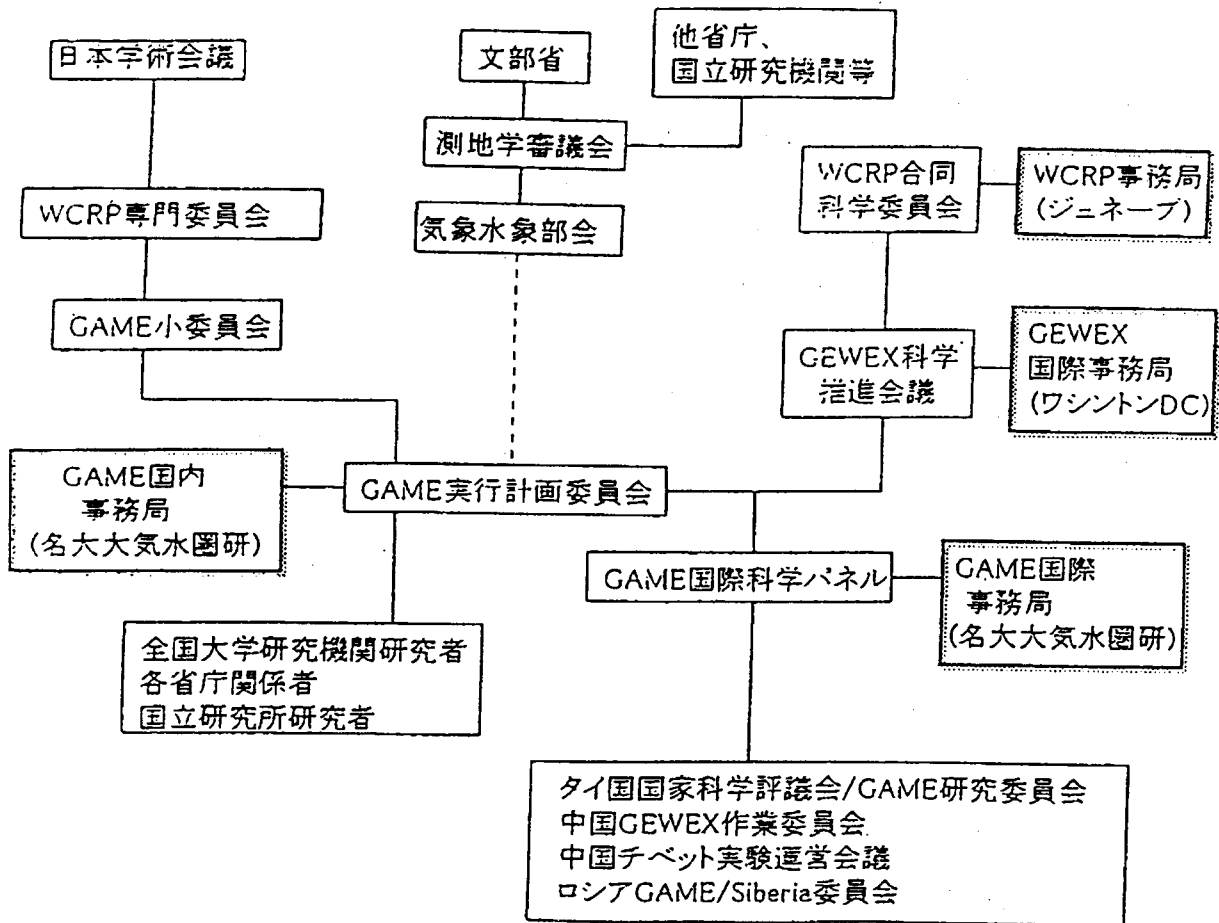 日本学術会議
文部省
他省庁、
国立研究機関等
測地学審議会
WCRP専門委員会
気象水象部会
WCRP合同
科学委員会
WCRP事務局
(ジュネーブ)
GAME小委員会
GEWEX科学
推進会議
GEWEX
国際事務局
(ワシントンDC)
GAME国内
事務局
(名大大気水圏研)
GAME実行計画委員会
GAME国際科学パネル
GAME国際
事務局
(名大大気水圏研)
全国大学研究機関研究者
各省庁関係者
国立研究所研究者
タイ国国家科学評議会/GAME研究委員会
中国GEWEX作業委員会
中国チベット実験運営会議
ロシアGAME/Siberia委員会